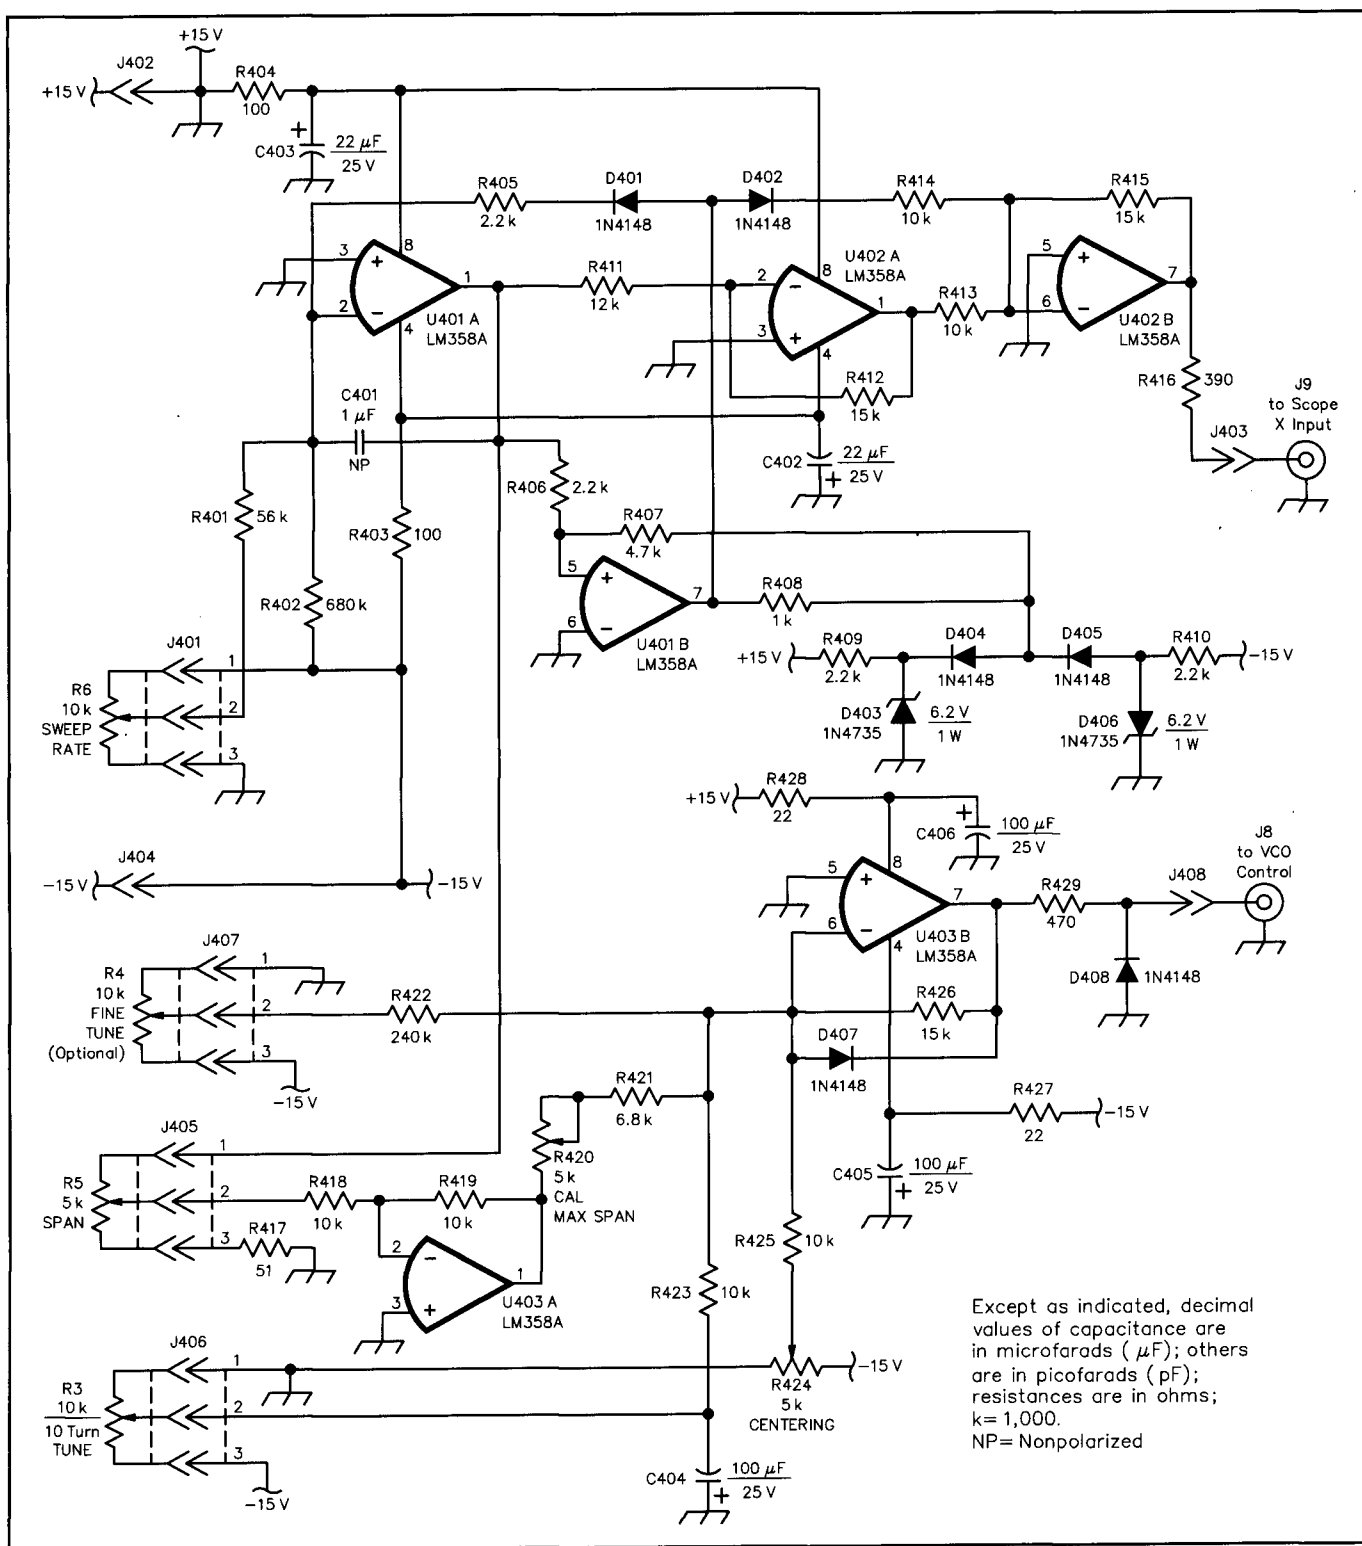 +15 V
J402
+15 V
R404
100
C403
+
22 µF
25 V
R405
2.2 k
D401
1N4148
D402
1N4148
R414
10 k
R415
15 k
3
+
2
−
8
1
4
U401 A
LM358A
R411
12 k
U402 A
LM358A
2
−
3
+
8
1
4
R412
15 k
R413
10 k
5
+
6
−
7
U402 B
LM358A
R416
390
J9
to Scope
X Input
J403
C401
1 µF
NP
C402
22 µF
25 V
+
R401
56 k
R403
100
R406
2.2 k
R407
4.7 k
R402
680 k
5
+
6
−
7
U401 B
LM358A
R408
1 k
J401
1
2
3
R6
10 k
SWEEP
RATE
+15 V
R409
2.2 k
D404
1N4148
D405
1N4148
R410
2.2 k
−15 V
D403
1N4735
6.2 V
1 W
D406
1N4735
6.2 V
1 W
R428
+15 V
22
C406
+
100 µF
25 V
J404
−15 V
−15 V
5
+
6
−
8
7
4
U403 B
LM358A
R429
470
J408
J8
to VCO
Control
D408
1N4148
J407
1
2
3
R4
10 k
FINE
TUNE
(Optional)
−15 V
R422
240 k
R426
15 k
D407
1N4148
R421
6.8 k
R427
22
−15 V
J405
1
2
3
R5
5 k
SPAN
R420
5 k
CAL
MAX SPAN
R418
10 k
R419
10 k
R417
51
C405
100 µF
25 V
+
2
−
3
+
1
U403 A
LM358A
R425
10 k
R423
10 k
J406
1
2
3
R3
10 k
10 Turn
TUNE
−15 V
R424
5 k
CENTERING
−15 V
C404
100 µF
25 V
+
Except as indicated, decimal
values of capacitance are
in microfarads ( µF); others
are in picofarads ( pF);
resistances are in ohms;
k= 1,000.
NP= Nonpolarized